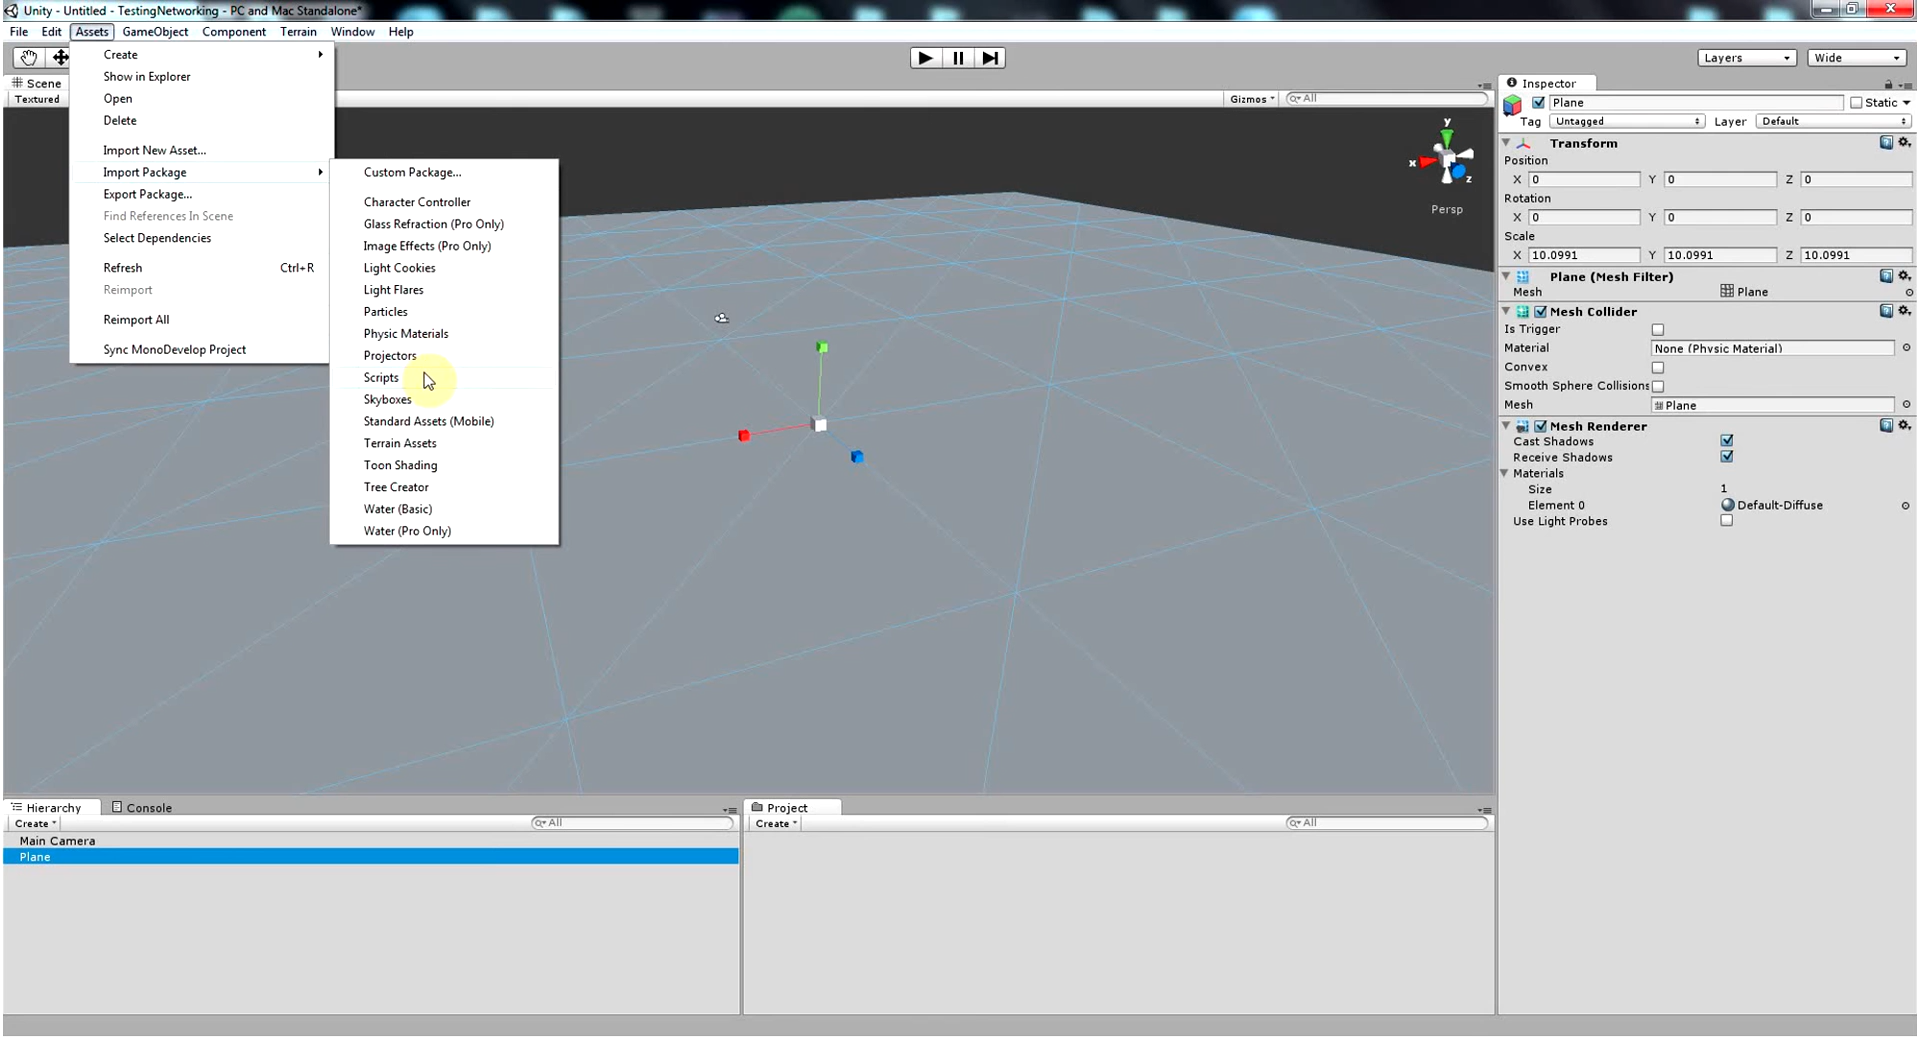 Unity - Untitled - TestingNetworking - PC and Mac Standalone*
File Edit Assets GameObject Component Terrain Window Help
Layers Wide
Scene
Textured
Gizmos All
Create
Show in Explorer
Open
Delete
Import New Asset...
Import Package
Export Package...
Find References In Scene
Select Dependencies
Refresh Ctrl+R
Reimport
Reimport All
Sync MonoDevelop Project
Custom Package...
Character Controller
Glass Refraction (Pro Only)
Image Effects (Pro Only)
Light Cookies
Light Flares
Particles
Physic Materials
Projectors
Scripts
Skyboxes
Standard Assets (Mobile)
Terrain Assets
Toon Shading
Tree Creator
Water (Basic)
Water (Pro Only)
y
x
z
Persp
Inspector
Plane Static
Tag Untagged Layer Default
Transform
Position
X 0 Y 0 Z 0
Rotation
X 0 Y 0 Z 0
Scale
X 10.0991 Y 10.0991 Z 10.0991
Plane (Mesh Filter)
Mesh Plane
Mesh Collider
Is Trigger
Material None (Physic Material)
Convex
Smooth Sphere Collisions
Mesh Plane
Mesh Renderer
Cast Shadows
Receive Shadows
Materials
Size 1
Element 0 Default-Diffuse
Use Light Probes
Hierarchy Console
Create All
Main Camera
Plane
Project
Create All